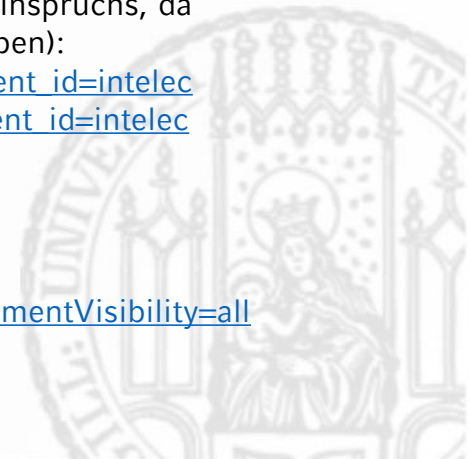 inspruchs, da
ben):
ent_id=intelec
ent_id=intelec
mentVisibility=all